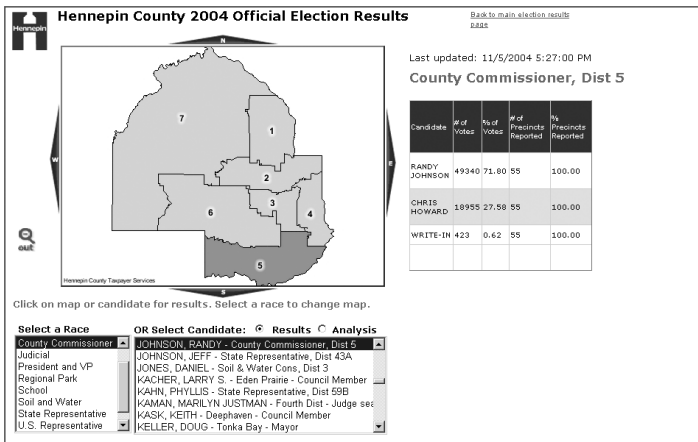 Hennepin
Hennepin County 2004 Official Election Results
Back to main election results
page
N
W
E
S
7
1
2
3
4
6
5
out
Hennepin County Taxpayer Services
Last updated: 11/5/2004 5:27:00 PM
County Commissioner, Dist 5
Candidate # of Votes % of Votes # of Precincts Reported % Precincts Reported
RANDY JOHNSON 49340 71.80 55 100.00
CHRIS HOWARD 18955 27.58 55 100.00
WRITE-IN 423 0.62 55 100.00
Click on map or candidate for results. Select a race to change map.
Select a Race
County Commissioner
Judicial
President and VP
Regional Park
School
Soil and Water
State Representative
U.S. Representative
OR Select Candidate: Results Analysis
JOHNSON, RANDY - County Commissioner, Dist 5
JOHNSON, JEFF - State Representative, Dist 43A
JONES, DANIEL - Soil & Water Cons, Dist 3
KACHER, LARRY S. - Eden Prairie - Council Member
KAHN, PHYLLIS - State Representative, Dist 59B
KAMAN, MARILYN JUSTMAN - Fourth Dist - Judge sea
KASK, KEITH - Deephaven - Council Member
KELLER, DOUG - Tonka Bay - Mayor